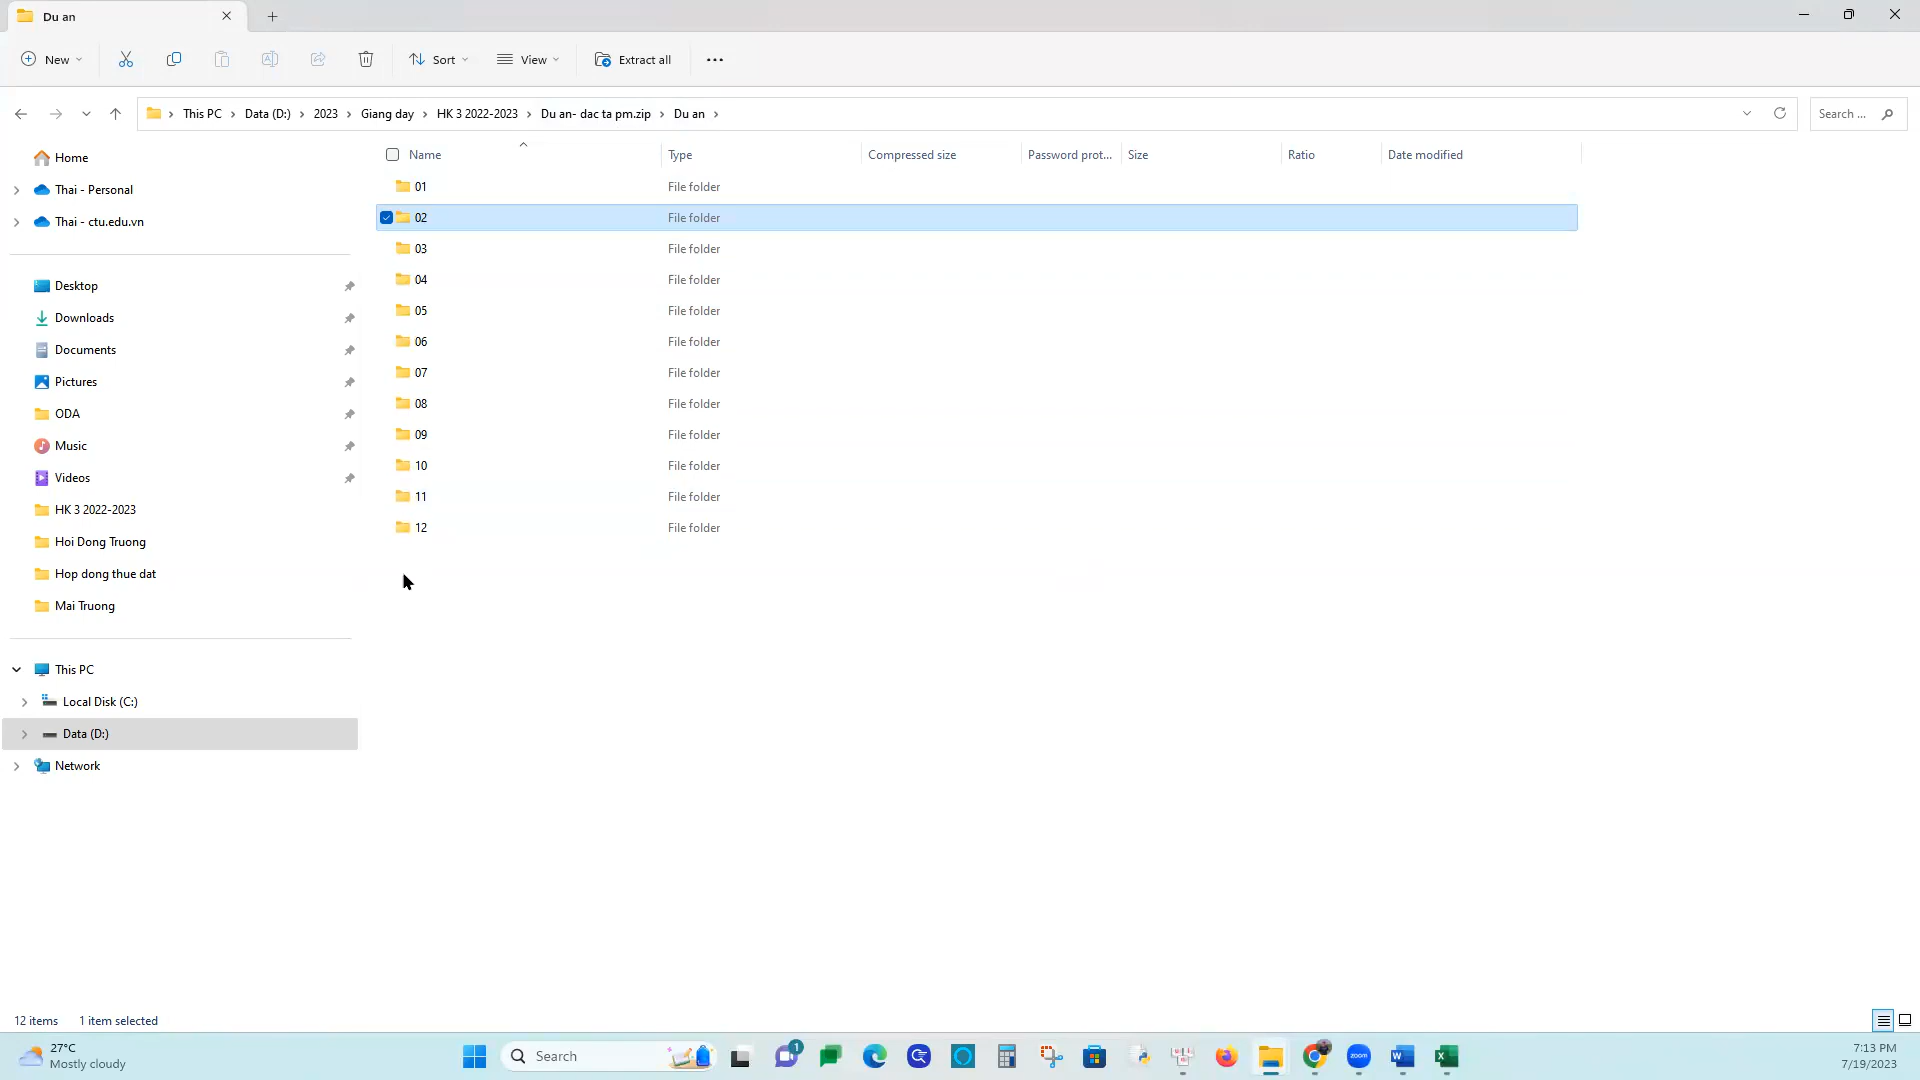 Du an
New
Sort
View
Extract all
This PC
Data (D:)
2023
Giang day
HK 3 2022-2023
Du an- dac ta pm.zip
Du an
Search ...
Home
Thai - Personal
Thai - ctu.edu.vn
Desktop
Downloads
Documents
Pictures
ODA
Music
Videos
HK 3 2022-2023
Hoi Dong Truong
Hop dong thue dat
Mai Truong
This PC
Local Disk (C:)
Data (D:)
Network
Name Type Compressed size Password prot... Size Ratio Date modified
01 File folder
02 File folder
03 File folder
04 File folder
05 File folder
06 File folder
07 File folder
08 File folder
09 File folder
10 File folder
11 File folder
12 File folder
12 items 1 item selected
27°C
Mostly cloudy
Search
1
zoom
7:13 PM
7/19/2023